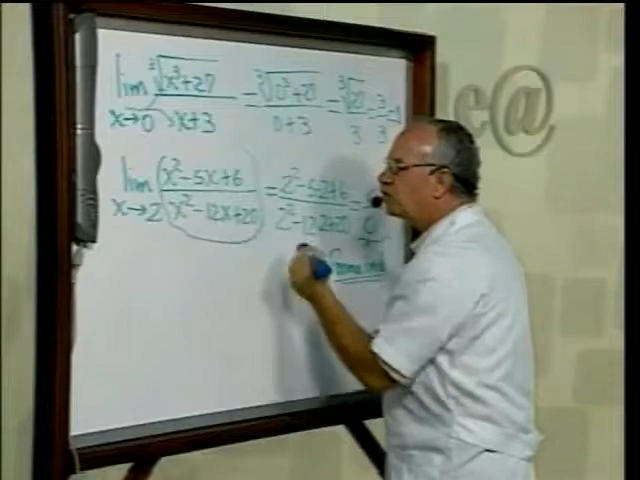 lim ∛(x³+27) / (x+3) = ∛(0³+27) / (0+3) = ∛27 / 3 = 3/3 = 1
x→0
lim (x²-5x+6) / (x²-12x+20) = (2²-5·2+6) / (2²-12·2+20) = 0
x→2
e@